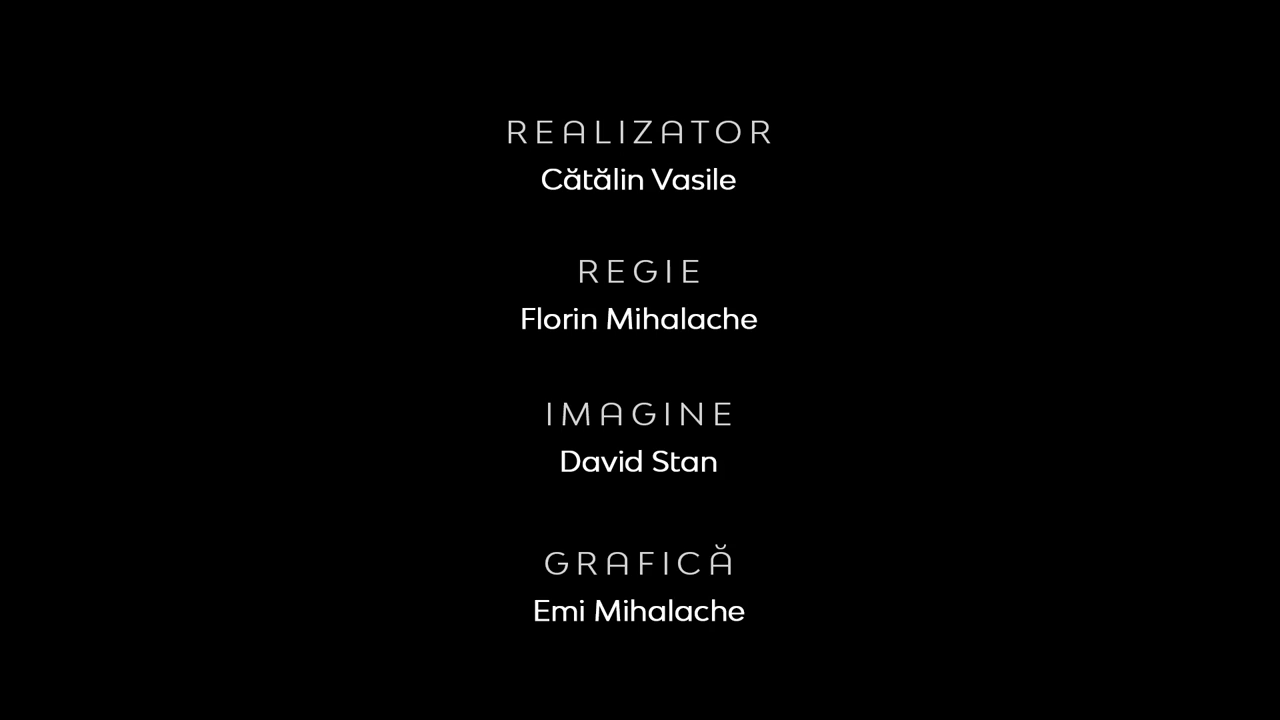 REALIZATOR
Cătălin Vasile
REGIE
Florin Mihalache
IMAGINE
David Stan
GRAFICĂ
Emi Mihalache